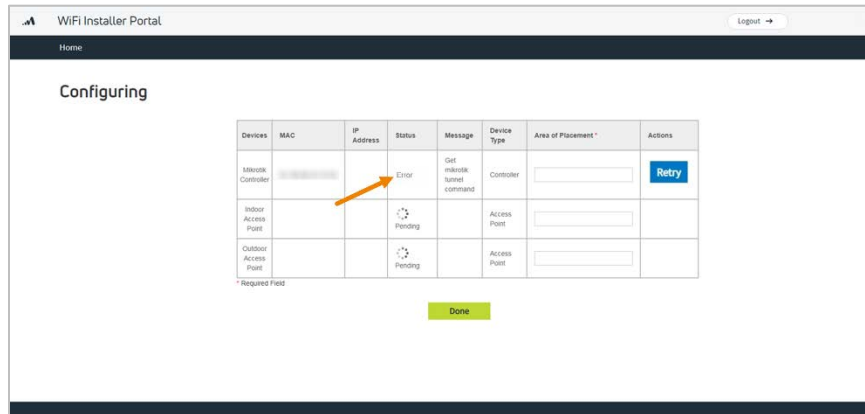 WiFi Installer Portal
Logout →
Home
Configuring
Devices MAC IP Address Status Message Device Type Area of Placement * Actions
Mikrotik Controller Error Get mikrotik tunnel command Controller Retry
Indoor Access Point Pending Access Point
Outdoor Access Point Pending Access Point
* Required Field
Done